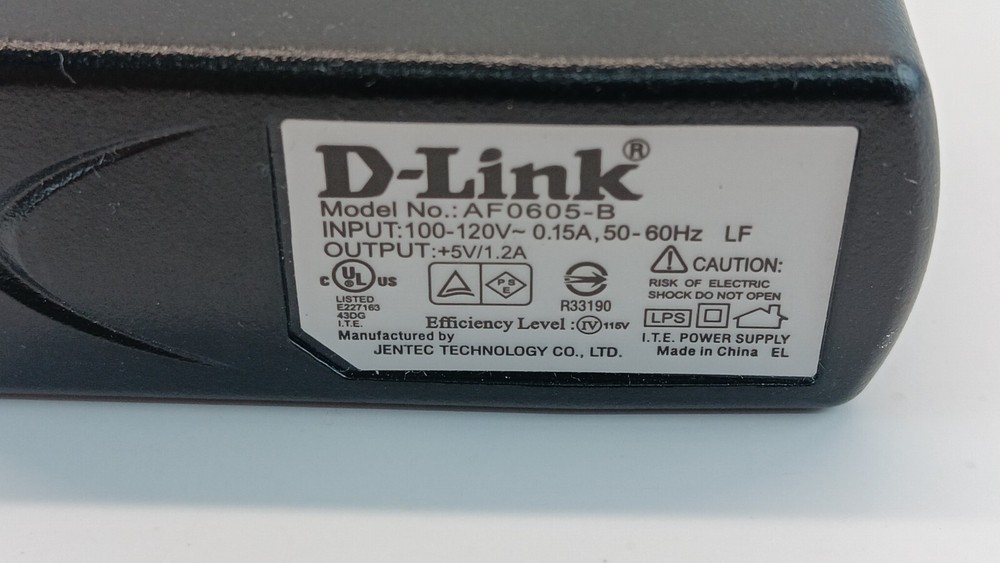 D-Link®
Model No.: AF0605-B
INPUT:100-120V~ 0.15A, 50-60Hz LF
OUTPUT:+5V/1.2A
c UL us
LISTED
E227163
43DG
I.T.E.
PSE
R33190
CAUTION:
RISK OF ELECTRIC
SHOCK DO NOT OPEN
LPS
Efficiency Level : IV 115V
Manufactured by
JENTEC TECHNOLOGY CO., LTD.
I.T.E. POWER SUPPLY
Made in China EL